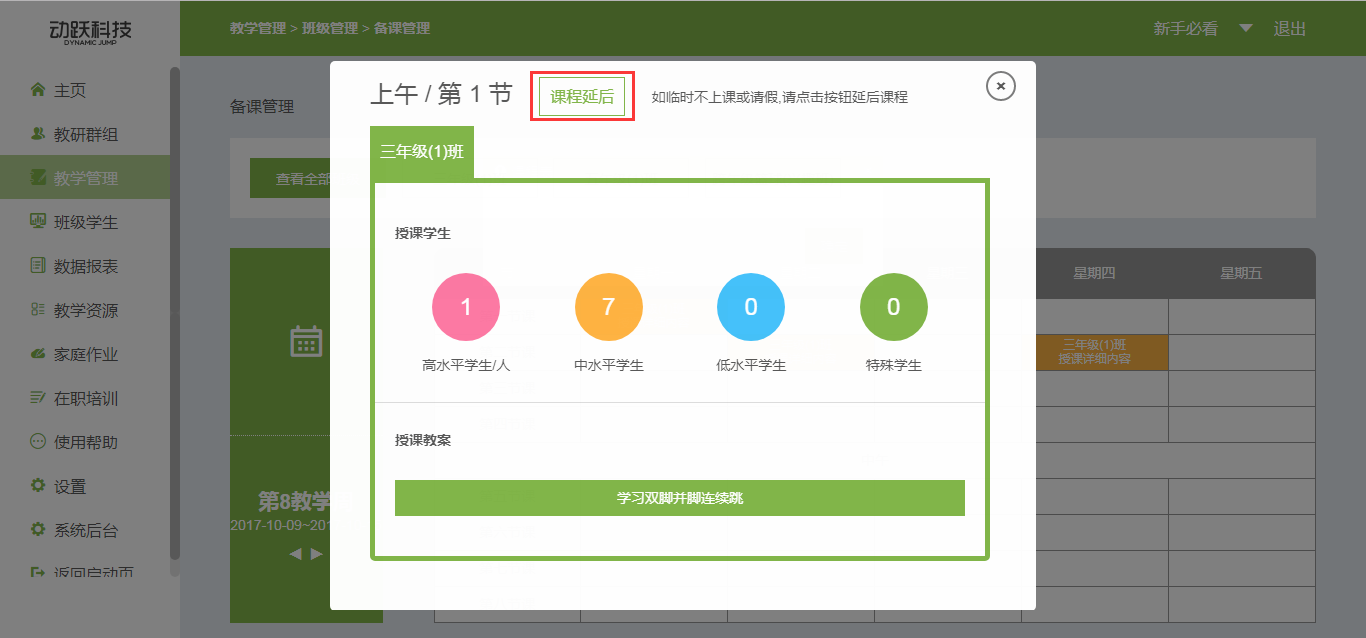 动跃科技
DYNAMIC JUMP
教学管理 > 班级管理 > 备课管理
新手必看
退出
主页
教研群组
教学管理
班级学生
数据报表
教学资源
家庭作业
在职培训
使用帮助
设置
系统后台
返回启动页
备课管理
查看全部
上午 / 第 1 节
课程延后
如临时不上课或请假,请点击按钮延后课程
三年级(1)班
授课学生
1
7
0
0
高水平学生/人
中水平学生
低水平学生
特殊学生
授课教案
学习双脚并脚连续跳
星期四
星期五
三年级(1)班
授课详细内容
第8教学
2017-10-09~201